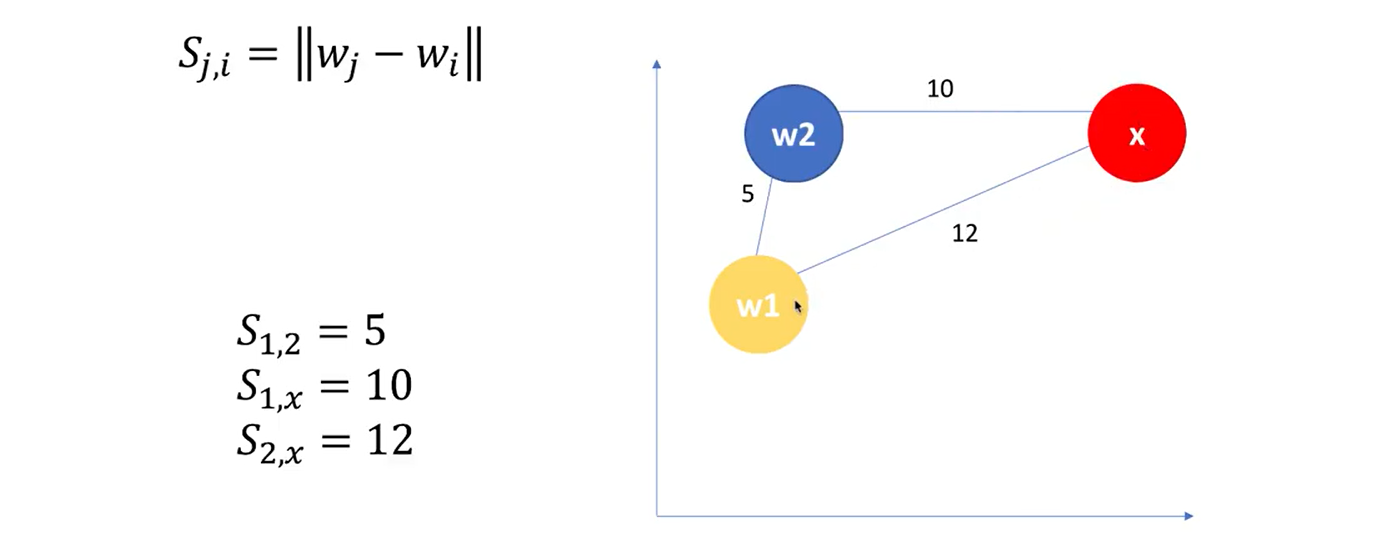 S_{j,i} = ‖w_j − w_i‖
10
w2
x
5
12
w1
S_{1,2} = 5
S_{1,x} = 10
S_{2,x} = 12